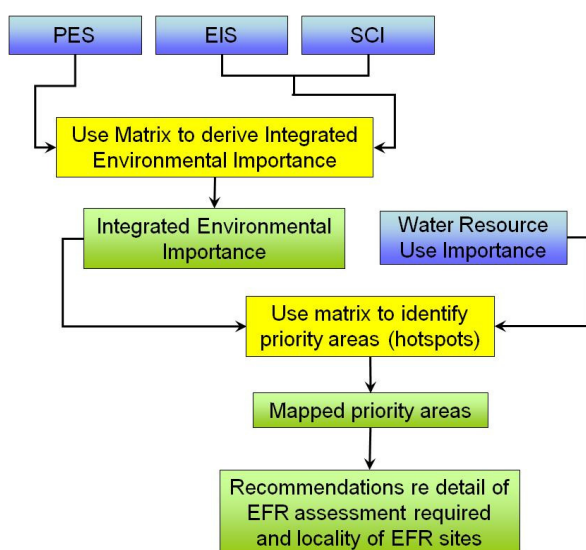 PES
EIS
SCI
Use Matrix to derive Integrated
Environmental Importance
Integrated Environmental
Importance
Water Resource
Use Importance
Use matrix to identify
priority areas (hotspots)
Mapped priority areas
Recommendations re detail of
EFR assessment required
and locality of EFR sites